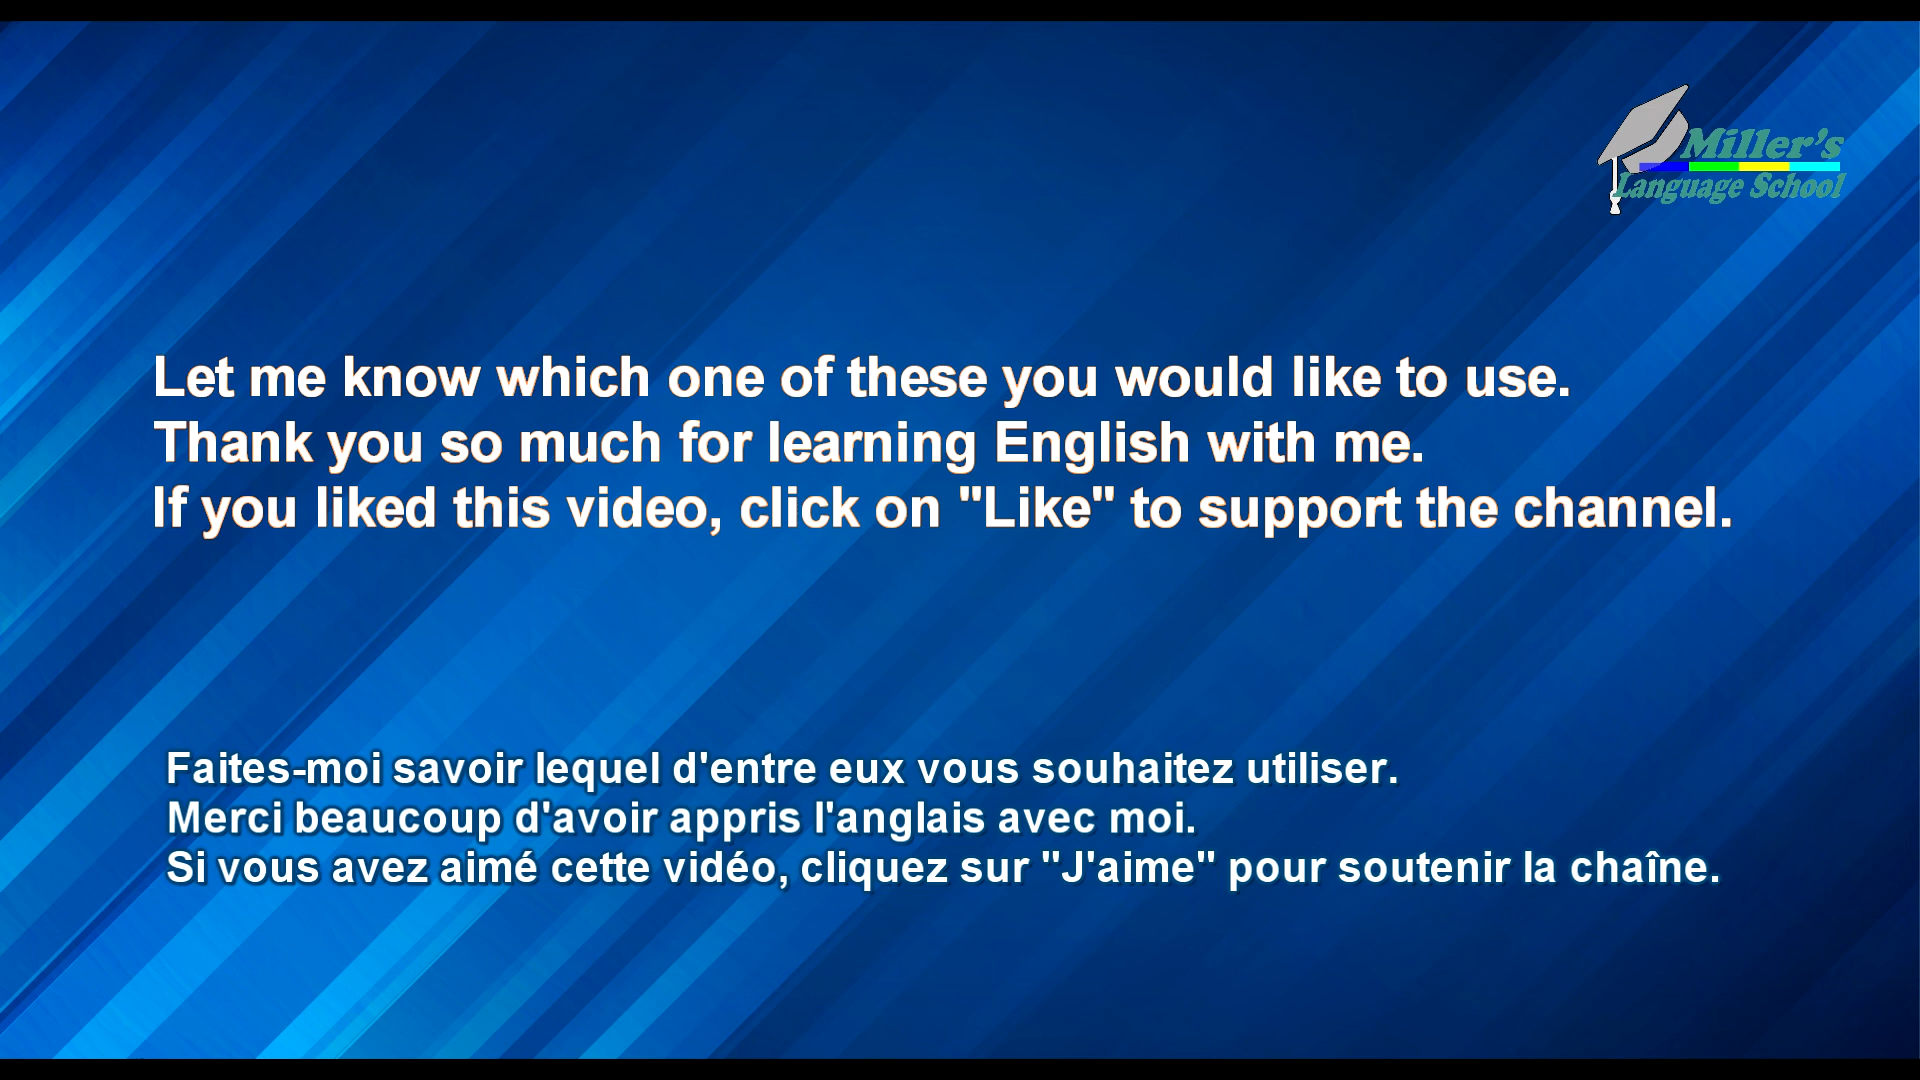 Miller's
Language School
Let me know which one of these you would like to use.
Thank you so much for learning English with me.
If you liked this video, click on "Like" to support the channel.
Faites-moi savoir lequel d'entre eux vous souhaitez utiliser.
Merci beaucoup d'avoir appris l'anglais avec moi.
Si vous avez aimé cette vidéo, cliquez sur "J'aime" pour soutenir la chaîne.